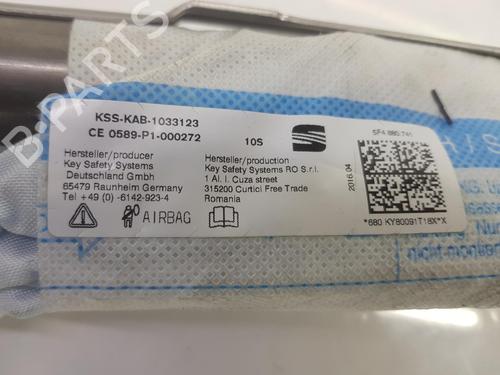 KSS-KAB-1033123
CE 0589-P1-000272
10S
Hersteller/producer
Key Safety Systems
Deutschland GmbH
65479 Raunheim Germany
Tel +49 (0) -6142-923-4
AIRBAG
Hersteller/production
Key Safety Systems RO S.r.l.
1 Al. I. Cuza street
315200 Curtici Free Trade
Romania
2016.04
5F4.880.741
*680 KY80091T18X*X
nicht
B-PARTS